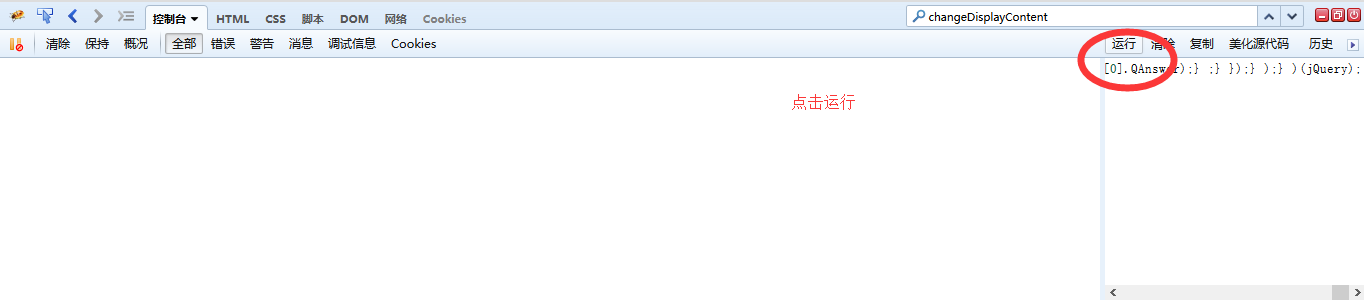 控制台 HTML CSS 脚本 DOM 网络 Cookies changeDisplayContent
清除 保持 概况 全部 错误 警告 消息 调试信息 Cookies 运行 清除 复制 美化源代码 历史
[0].QAnswer);} ;} });} );} )(jQuery);
点击运行